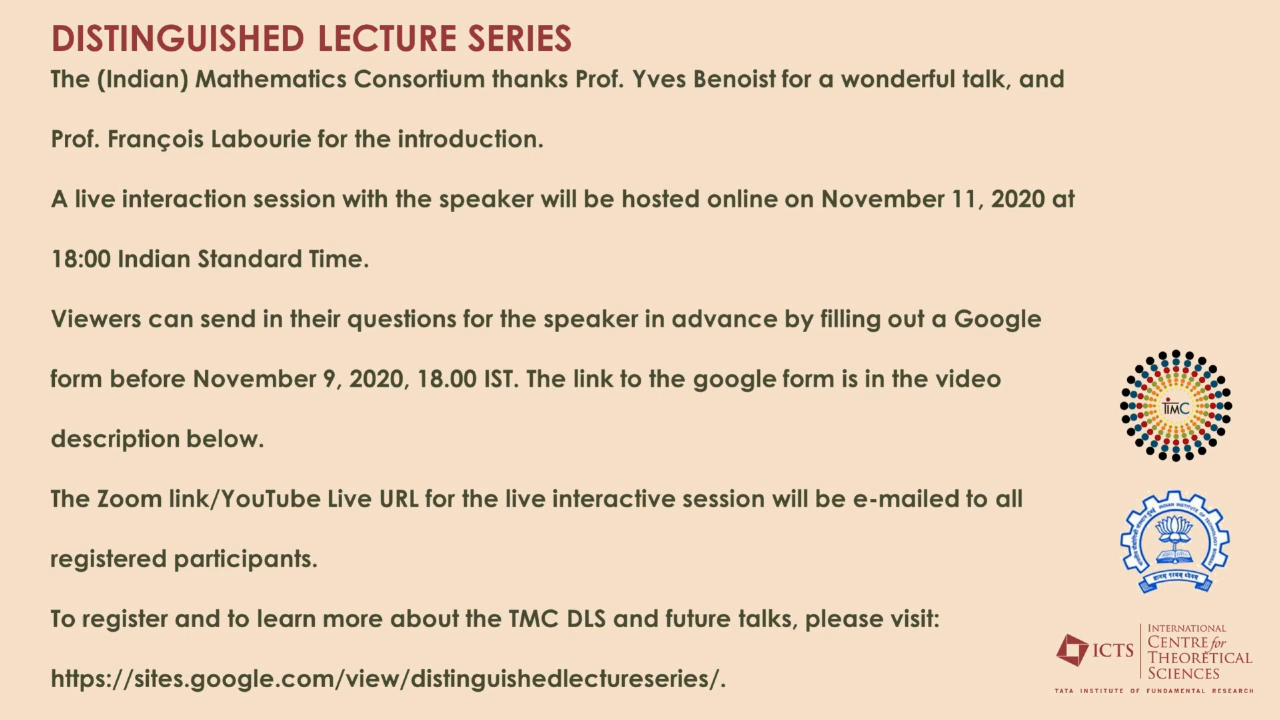 DISTINGUISHED LECTURE SERIES
The (Indian) Mathematics Consortium thanks Prof. Yves Benoist for a wonderful talk, and
Prof. François Labourie for the introduction.
A live interaction session with the speaker will be hosted online on November 11, 2020 at
18:00 Indian Standard Time.
Viewers can send in their questions for the speaker in advance by filling out a Google
form before November 9, 2020, 18.00 IST. The link to the google form is in the video
description below.
The Zoom link/YouTube Live URL for the live interactive session will be e-mailed to all
registered participants.
To register and to learn more about the TMC DLS and future talks, please visit:
https://sites.google.com/view/distinguishedlectureseries/.
TiMC
ICTS
INTERNATIONAL
CENTRE for
THEORETICAL
SCIENCES
TATA INSTITUTE OF FUNDAMENTAL RESEARCH